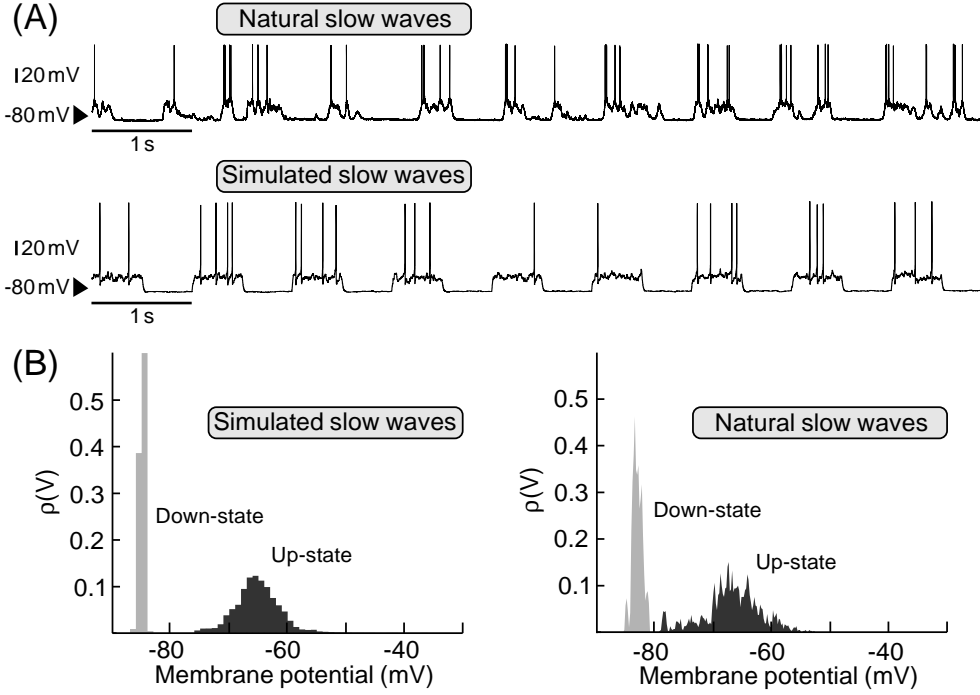 (A)
Natural slow waves
20 mV
-80 mV
1 s
Simulated slow waves
20 mV
-80 mV
1 s
(B)
Simulated slow waves
0.5
0.4
0.3
0.2
0.1
ρ(V)
Down-state
Up-state
-80 -60 -40
Membrane potential (mV)
Natural slow waves
0.5
0.4
0.3
0.2
0.1
ρ(V)
Down-state
Up-state
-80 -60 -40 -20
Membrane potential (mV)